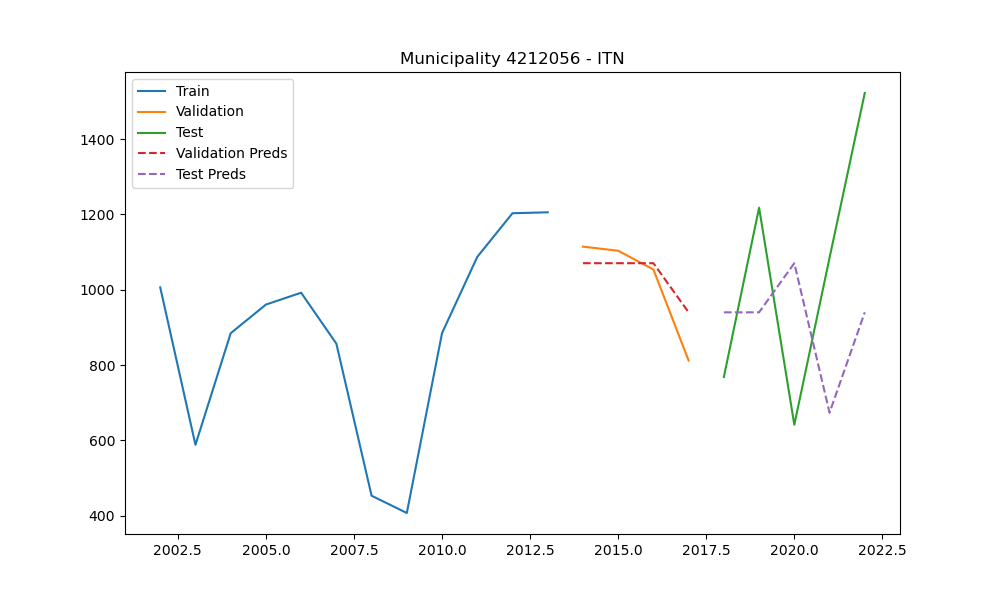 Municipality 4212056 - ITN
Train
Validation
Test
Validation Preds
Test Preds
1400
1200
1000
800
600
400
2002.5 2005.0 2007.5 2010.0 2012.5 2015.0 2017.5 2020.0 2022.5